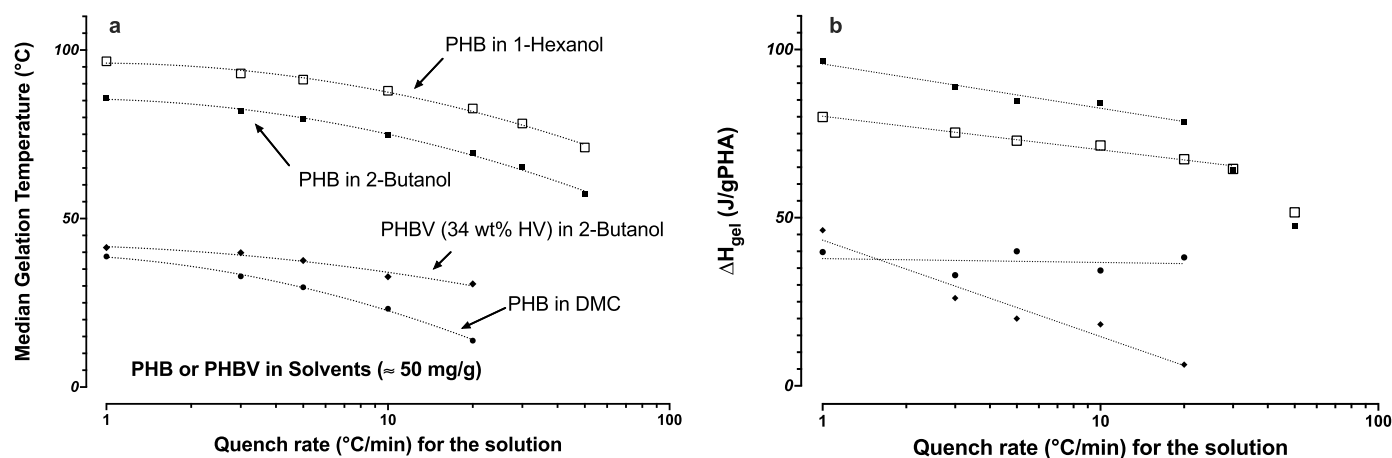 a
Median Gelation Temperature (°C)
100
50
0
PHB in 1-Hexanol
PHB in 2-Butanol
PHBV (34 wt% HV) in 2-Butanol
PHB in DMC
PHB or PHBV in Solvents (≈ 50 mg/g)
1
10
100
Quench rate (°C/min) for the solution
b
ΔHgel (J/gPHA)
100
50
0
1
10
100
Quench rate (°C/min) for the solution